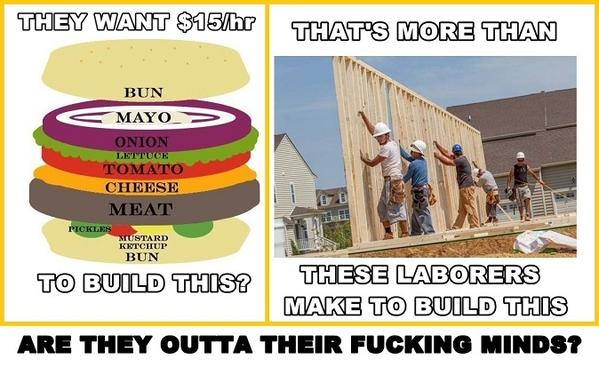 THEY WANT $15/hr
BUN
MAYO
ONION
LETTUCE
TOMATO
CHEESE
MEAT
PICKLES
MUSTARD
KETCHUP
BUN
TO BUILD THIS?
THAT'S MORE THAN
THESE LABORERS
MAKE TO BUILD THIS
ARE THEY OUTTA THEIR FUCKING MINDS?